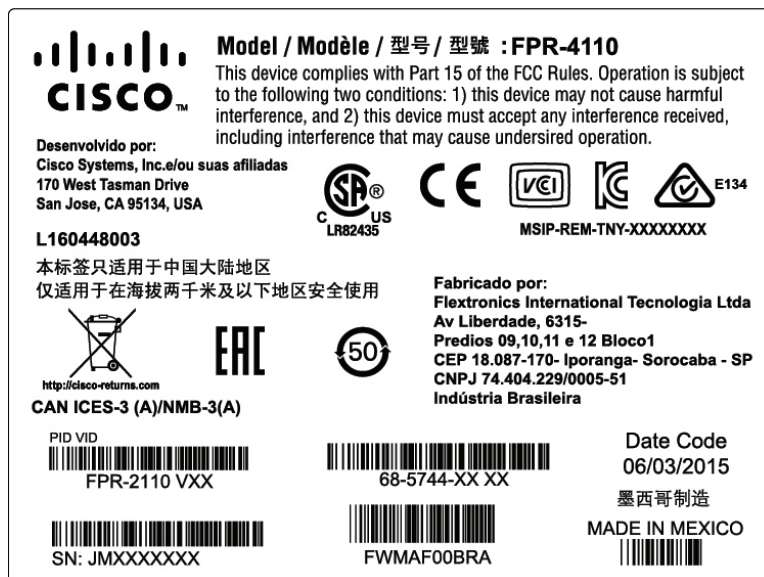 Model / Modèle / 型号 / 型號 : FPR-4110
This device complies with Part 15 of the FCC Rules. Operation is subject
to the following two conditions: 1) this device may not cause harmful
interference, and 2) this device must accept any interference received,
including interference that may cause undersired operation.
CISCO TM
Desenvolvido por:
Cisco Systems, Inc.e/ou suas afiliadas
170 West Tasman Drive
San Jose, CA 95134, USA
L160448003
SA ®
C US
LR82435
CE
VCI
E134
MSIP-REM-TNY-XXXXXXXX
本标签只适用于中国大陆地区
仅适用于在海拔两千米及以下地区安全使用
http://cisco-returns.com
EAC
50
CAN ICES-3 (A)/NMB-3(A)
Fabricado por:
Flextronics International Tecnologia Ltda
Av Liberdade, 6315-
Predios 09,10,11 e 12 Bloco1
CEP 18.087-170- Iporanga- Sorocaba - SP
CNPJ 74.404.229/0005-51
Indústria Brasileira
PID VID
FPR-2110 VXX
68-5744-XX XX
Date Code
06/03/2015
墨西哥制造
MADE IN MEXICO
SN: JMXXXXXXX
FWMAF00BRA